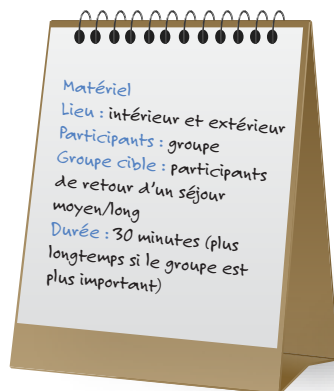 Matériel
Lieu : intérieur et extérieur
Participants : groupe
Groupe cible : participants
de retour d'un séjour
moyen/long
Durée : 30 minutes (plus
longtemps si le groupe est
plus important)